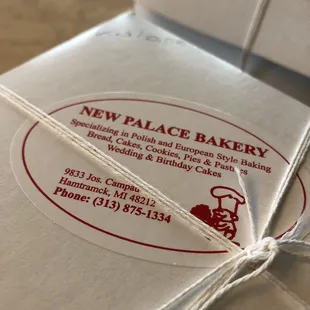 NEW PALACE BAKERY
Specializing in Polish and European Style Baking
Bread, Cakes, Cookies, Pies & Pastries
Wedding & Birthday Cakes
9833 Jos. Campau
Hamtramck, MI 48212
Phone: (313) 875-1334